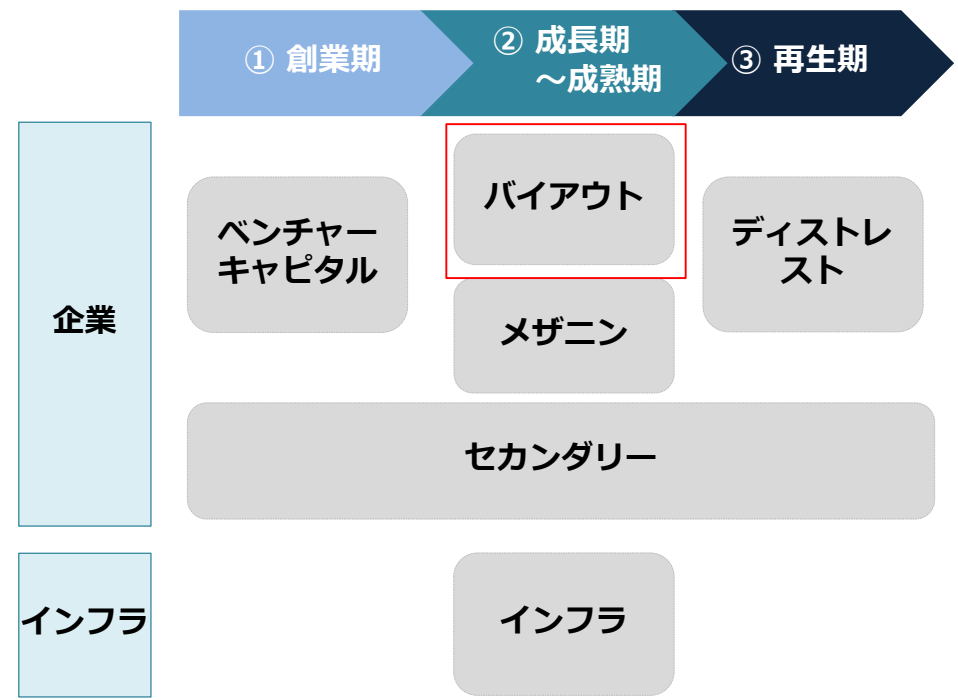 ① 創業期
② 成長期
～成熟期
③ 再生期
企業
ベンチャー
キャピタル
バイアウト
メザニン
ディストレ
スト
セカンダリー
インフラ
インフラ